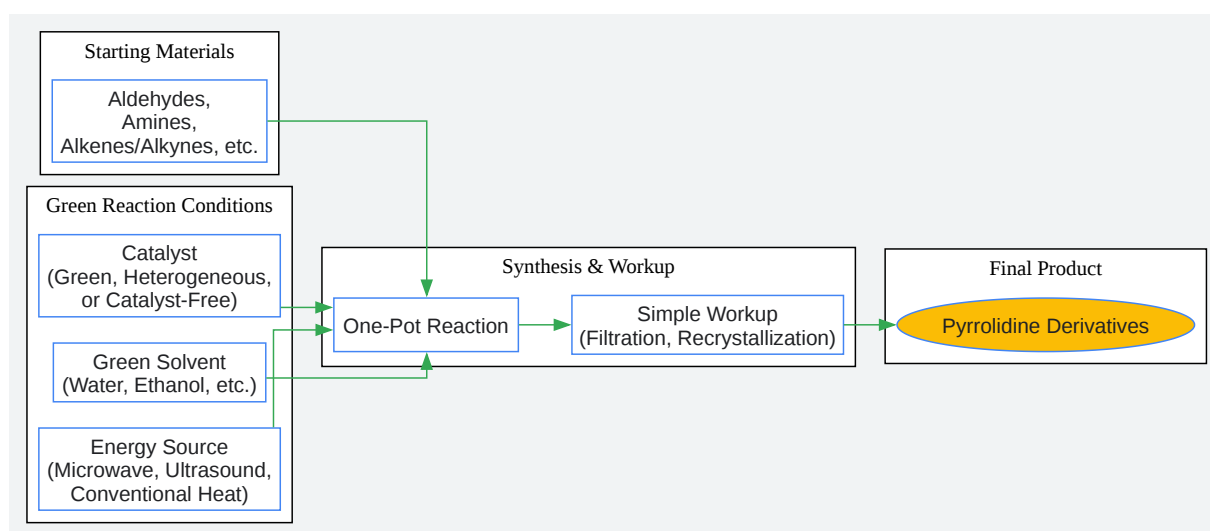 Starting Materials
Aldehydes,
Amines,
Alkenes/Alkynes, etc.
Green Reaction Conditions
Catalyst
(Green, Heterogeneous,
or Catalyst-Free)
Green Solvent
(Water, Ethanol, etc.)
Energy Source
(Microwave, Ultrasound,
Conventional Heat)
Synthesis & Workup
One-Pot Reaction
Simple Workup
(Filtration, Recrystallization)
Final Product
Pyrrolidine Derivatives